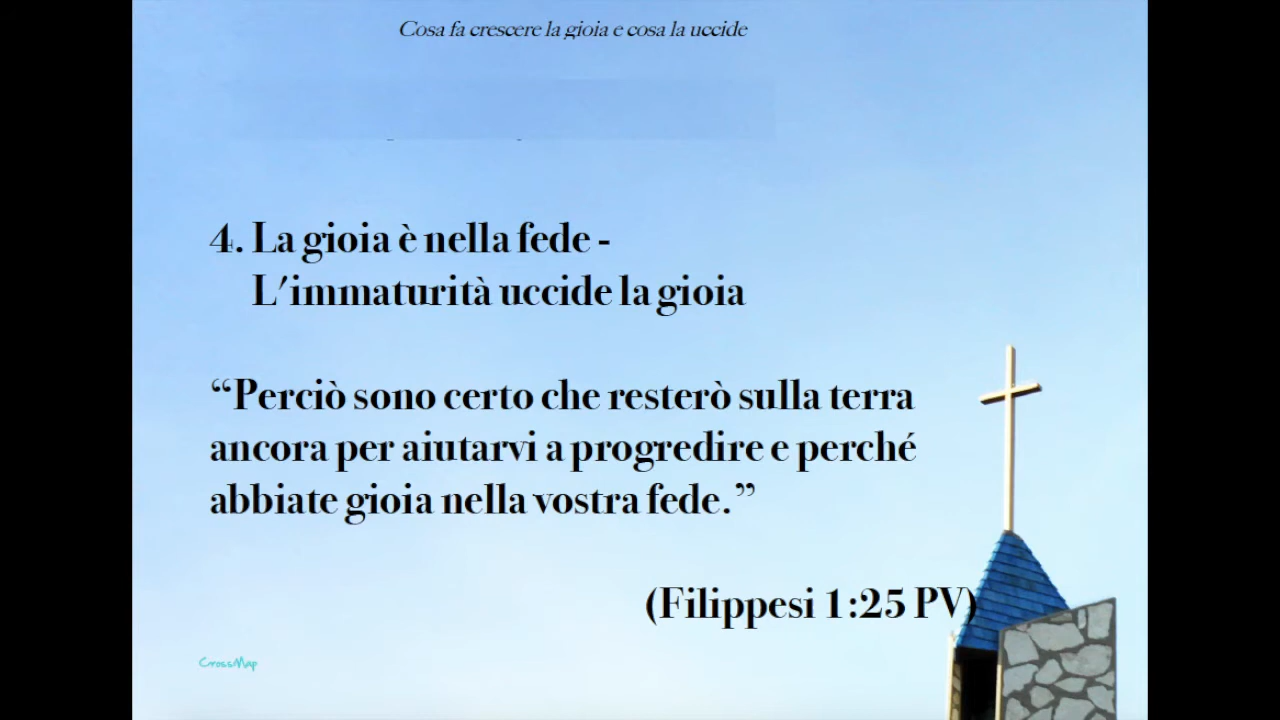 Cosa fa crescere la gioia e cosa la uccide
4. La gioia è nella fede -
L'immaturità uccide la gioia
“Perciò sono certo che resterò sulla terra
ancora per aiutarvi a progredire e perché
abbiate gioia nella vostra fede.”
(Filippesi 1:25 PV)
CrossMap